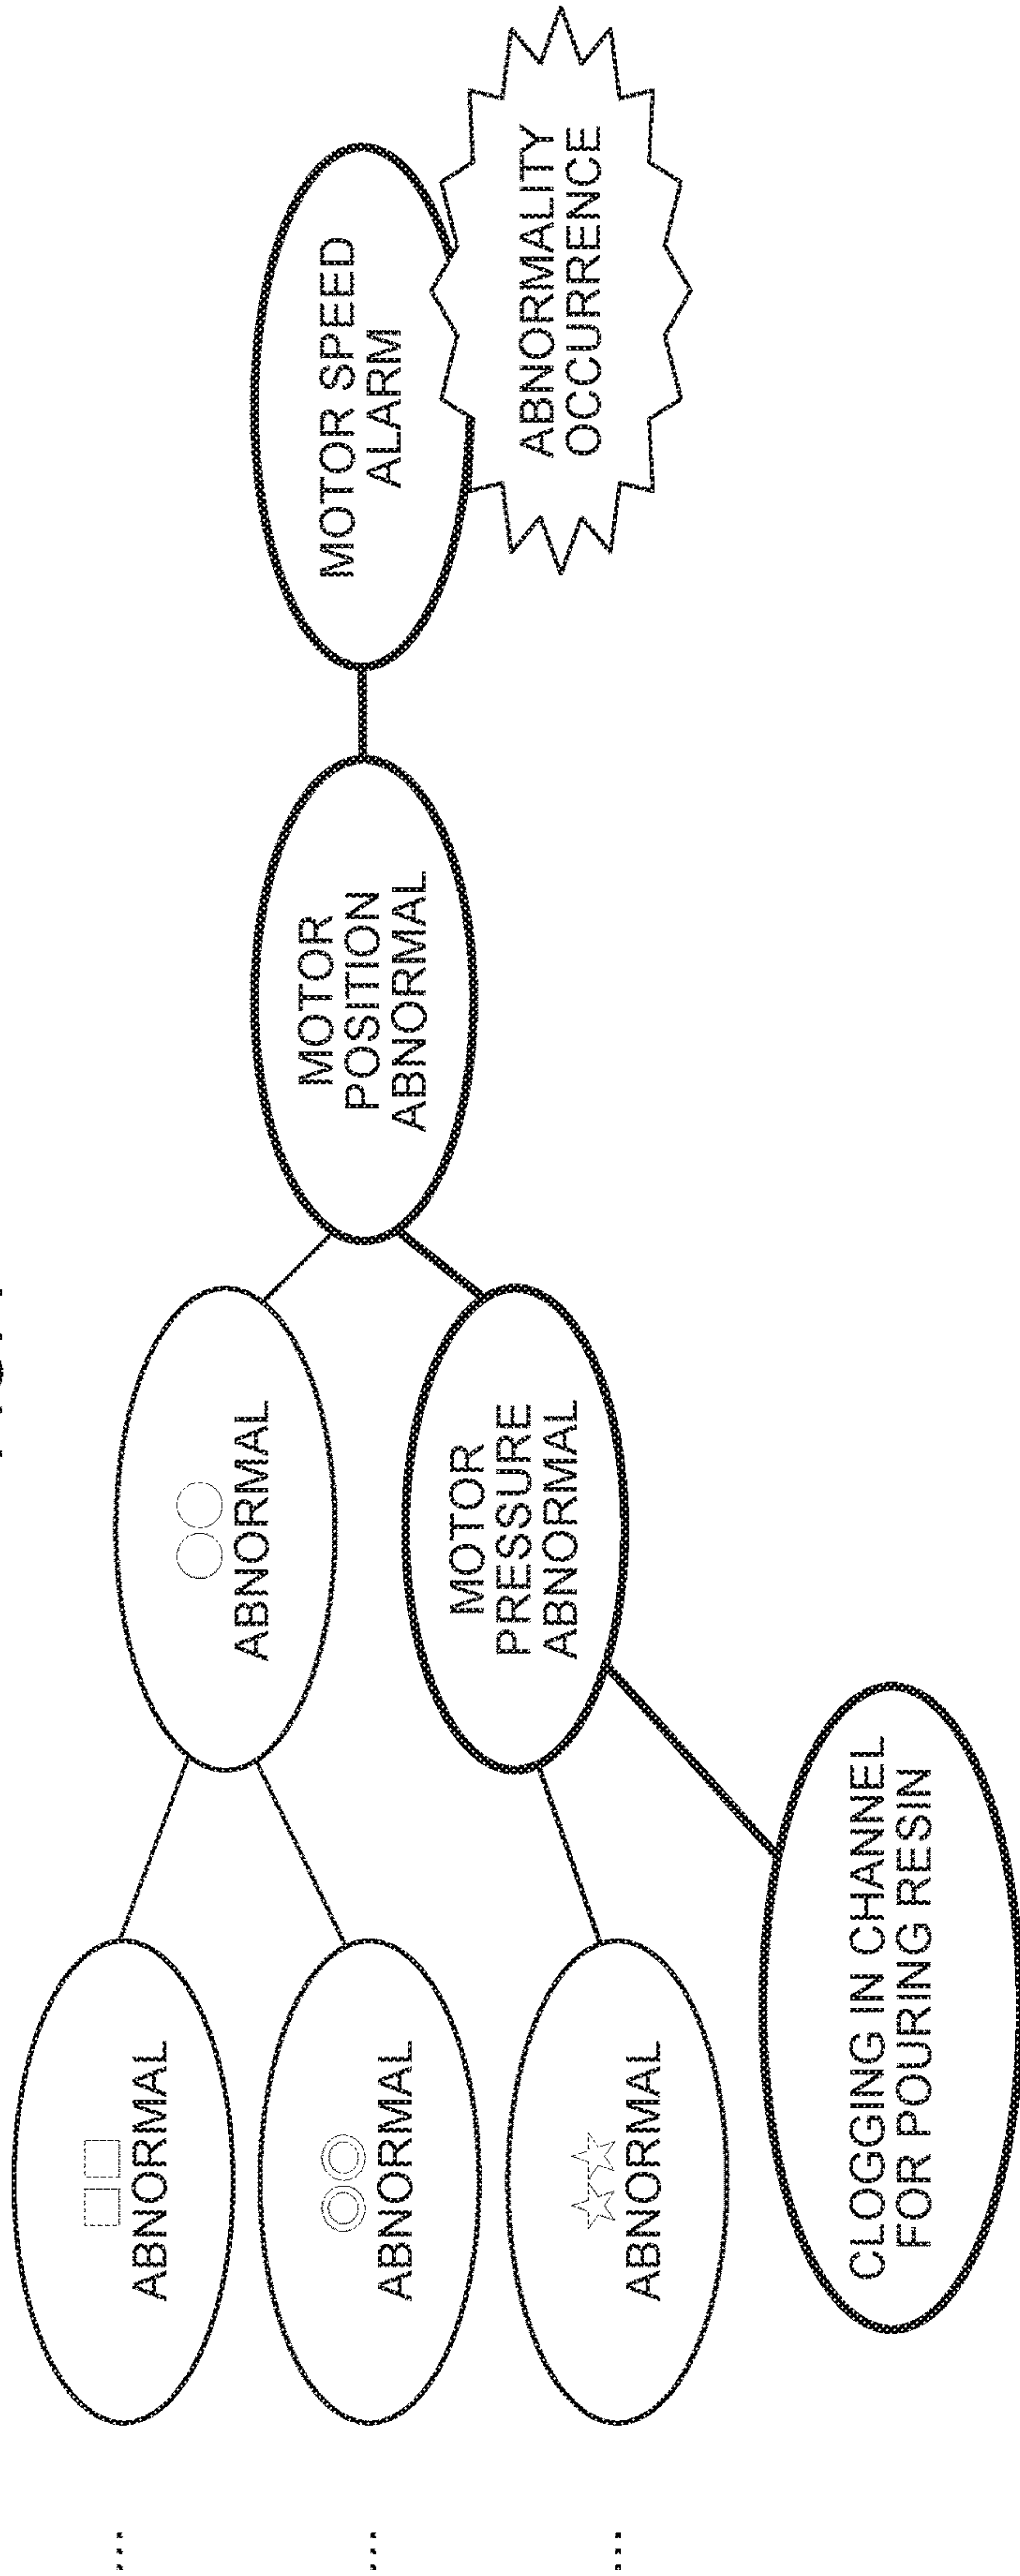 □□
ABNORMAL
◎◎
ABNORMAL
☆☆
ABNORMAL
CLOGGING IN CHANNEL
FOR POURING RESIN
○○
ABNORMAL
MOTOR
PRESSURE
ABNORMAL
MOTOR
POSITION
ABNORMAL
MOTOR SPEED
ALARM
ABNORMALITY
OCCURRENCE